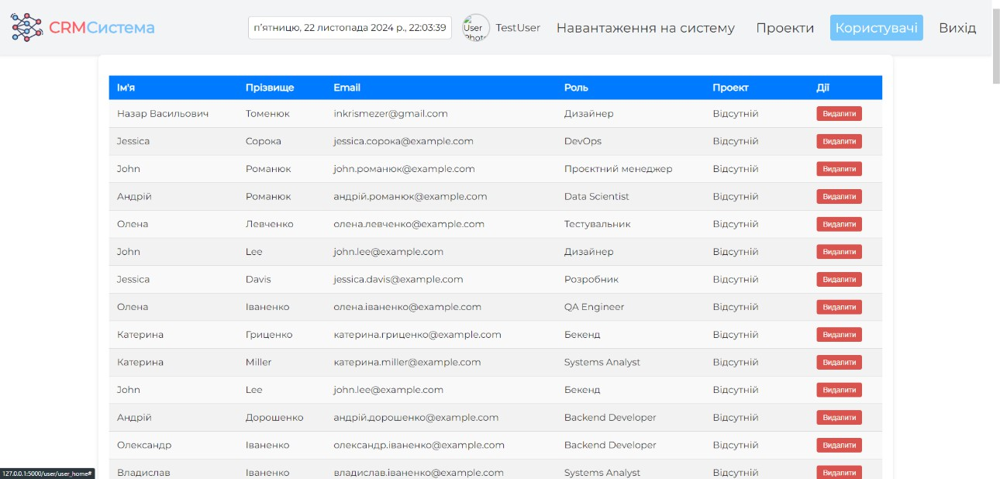 CRMСистема п'ятницю, 22 листопада 2024 р., 22:03:39 User Photo TestUser Навантаження на систему Проекти Користувачі Вихід
Ім'я Прізвище Email Роль Проект Дії
Назар Васильович Томенюк inkrismezer@gmail.com Дизайнер Відсутній Видалити
Jessica Сорока jessica.сорока@example.com DevOps Відсутній Видалити
John Романюк john.романюк@example.com Проєктний менеджер Відсутній Видалити
Андрій Романюк андрій.романюк@example.com Data Scientist Відсутній Видалити
Олена Левченко олена.левченко@example.com Тестувальник Відсутній Видалити
John Lee john.lee@example.com Дизайнер Відсутній Видалити
Jessica Davis jessica.davis@example.com Розробник Відсутній Видалити
Олена Іваненко олена.іваненко@example.com QA Engineer Відсутній Видалити
Катерина Гриценко катерина.гриценко@example.com Бекенд Відсутній Видалити
Катерина Miller катерина.miller@example.com Systems Analyst Відсутній Видалити
John Lee john.lee@example.com Бекенд Відсутній Видалити
Андрій Дорошенко андрій.дорошенко@example.com Backend Developer Відсутній Видалити
Олександр Іваненко олександр.іваненко@example.com Backend Developer Відсутній Видалити
Владислав Іваненко владислав.іваненко@example.com Systems Analyst Відсутній Видалити
127.0.0.1:5000/user/user_home#